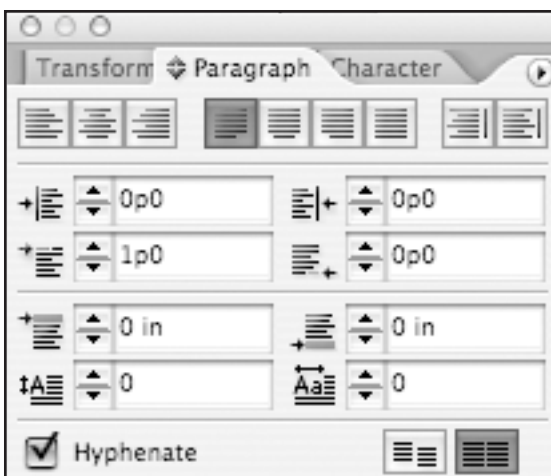 Transform Paragraph Character
0p0 0p0
1p0 0p0
0 in 0 in
0 0
Hyphenate